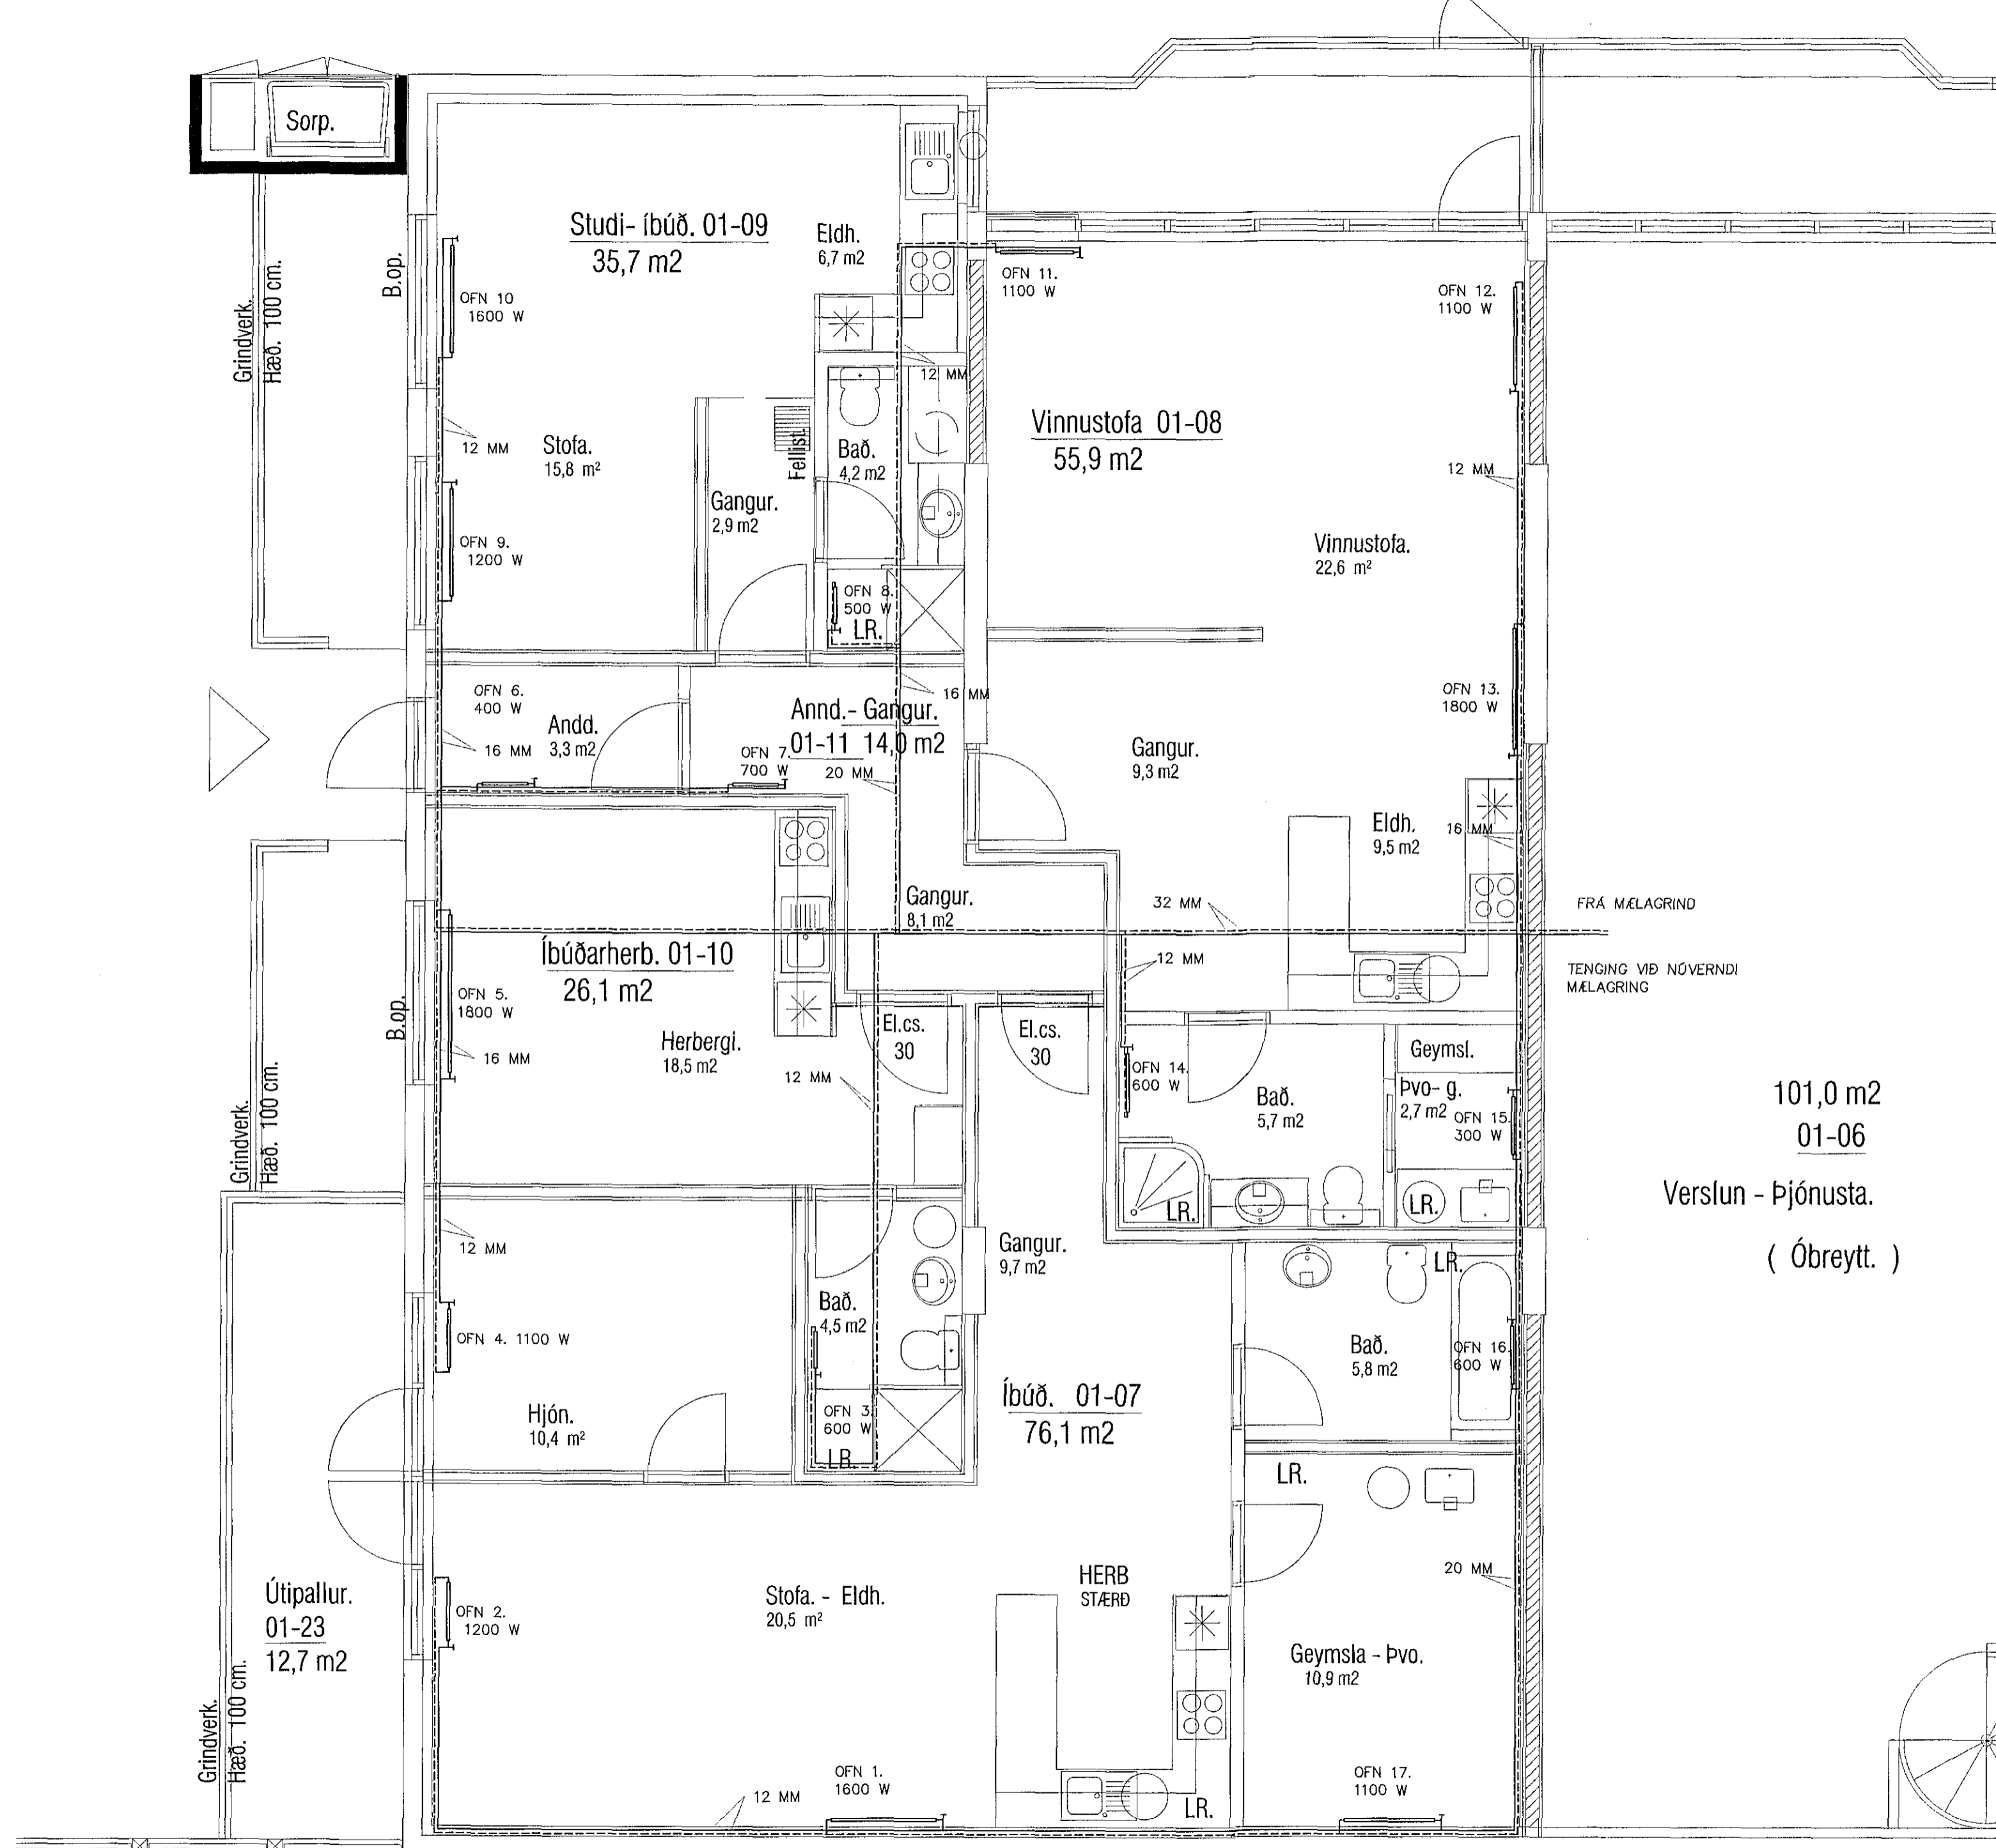 Sorp.
Grindverk.
Hæð. 100 cm.
B.op.
Studi- íbúð. 01-09
35,7 m2
Eldh.
6,7 m2
OFN 10
1600 W
OFN 11.
1100 W
OFN 12.
1100 W
12 MM
12 MM
Stofa.
15,8 m²
Fellist.
Bað.
4,2 m2
Vinnustofa 01-08
55,9 m2
12 MM
Gangur.
2,9 m2
OFN 9.
1200 W
Vinnustofa.
22,6 m²
OFN 8.
500 W
LR.
OFN 6.
400 W
16 MM
Andd.
3,3 m2
16 MM
Annd.- Gangur.
01-11 14,0 m2
OFN 7.
700 W
20 MM
OFN 13.
1800 W
Gangur.
9,3 m2
Eldh.
9,5 m2
16 MM
Gangur.
8,1 m2
32 MM
FRÁ MÆLAGRIND
Íbúðarherb. 01-10
26,1 m2
12 MM
TENGING VIÐ NÚVERNDI
MÆLAGRING
OFN 5.
1800 W
B.op.
16 MM
Herbergi.
18,5 m2
El.cs.
30
El.cs.
30
12 MM
Geymsl.
OFN 14.
600 W
Bað.
5,7 m2
Þvo- g.
2,7 m2
OFN 15.
300 W
101,0 m2
01-06
Verslun - Þjónusta.
( Óbreytt. )
Grindverk.
Hæð. 100 cm.
LR.
LR.
12 MM
Gangur.
9,7 m2
LR.
Bað.
4,5 m2
OFN 4. 1100 W
Bað.
5,8 m2
OFN 16.
600 W
Íbúð. 01-07
76,1 m2
Hjón.
10,4 m²
OFN 3.
600 W
LR.
LR.
20 MM
Útipallur.
01-23
12,7 m2
OFN 2.
1200 W
Stofa. - Eldh.
20,5 m²
HERB
STÆRÐ
Geymsla - Þvo.
10,9 m2
Grindverk.
Hæð. 100 cm.
OFN 1.
1600 W
12 MM
LR.
OFN 17.
1100 W